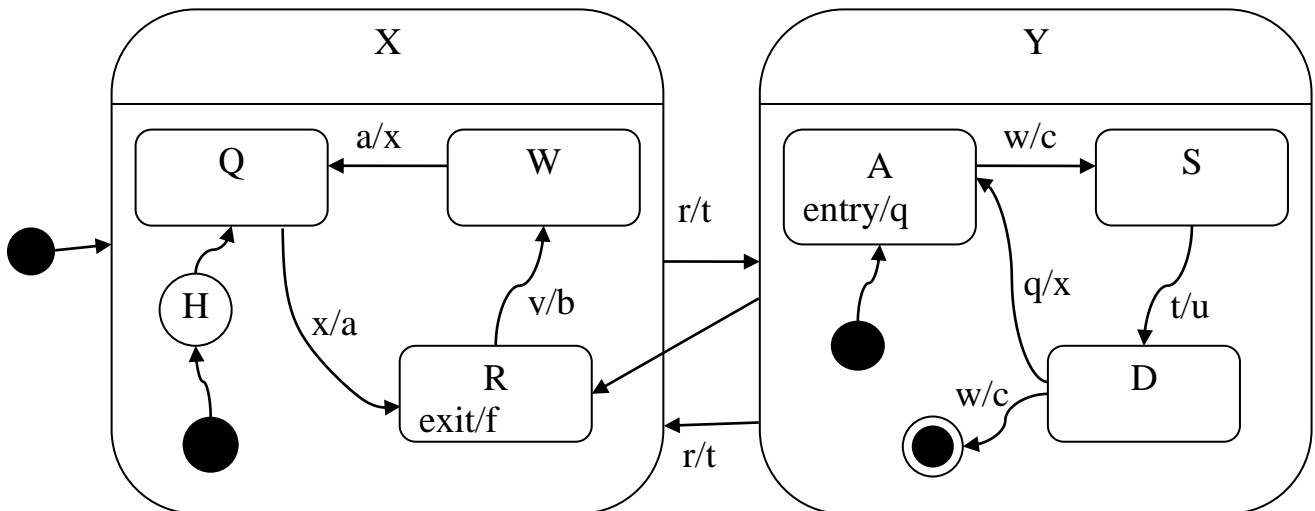 X
Y
a/x
w/c
Q
W
A
S
entry/q
r/t
H
q/x
t/u
v/b
x/a
R
D
exit/f
w/c
r/t